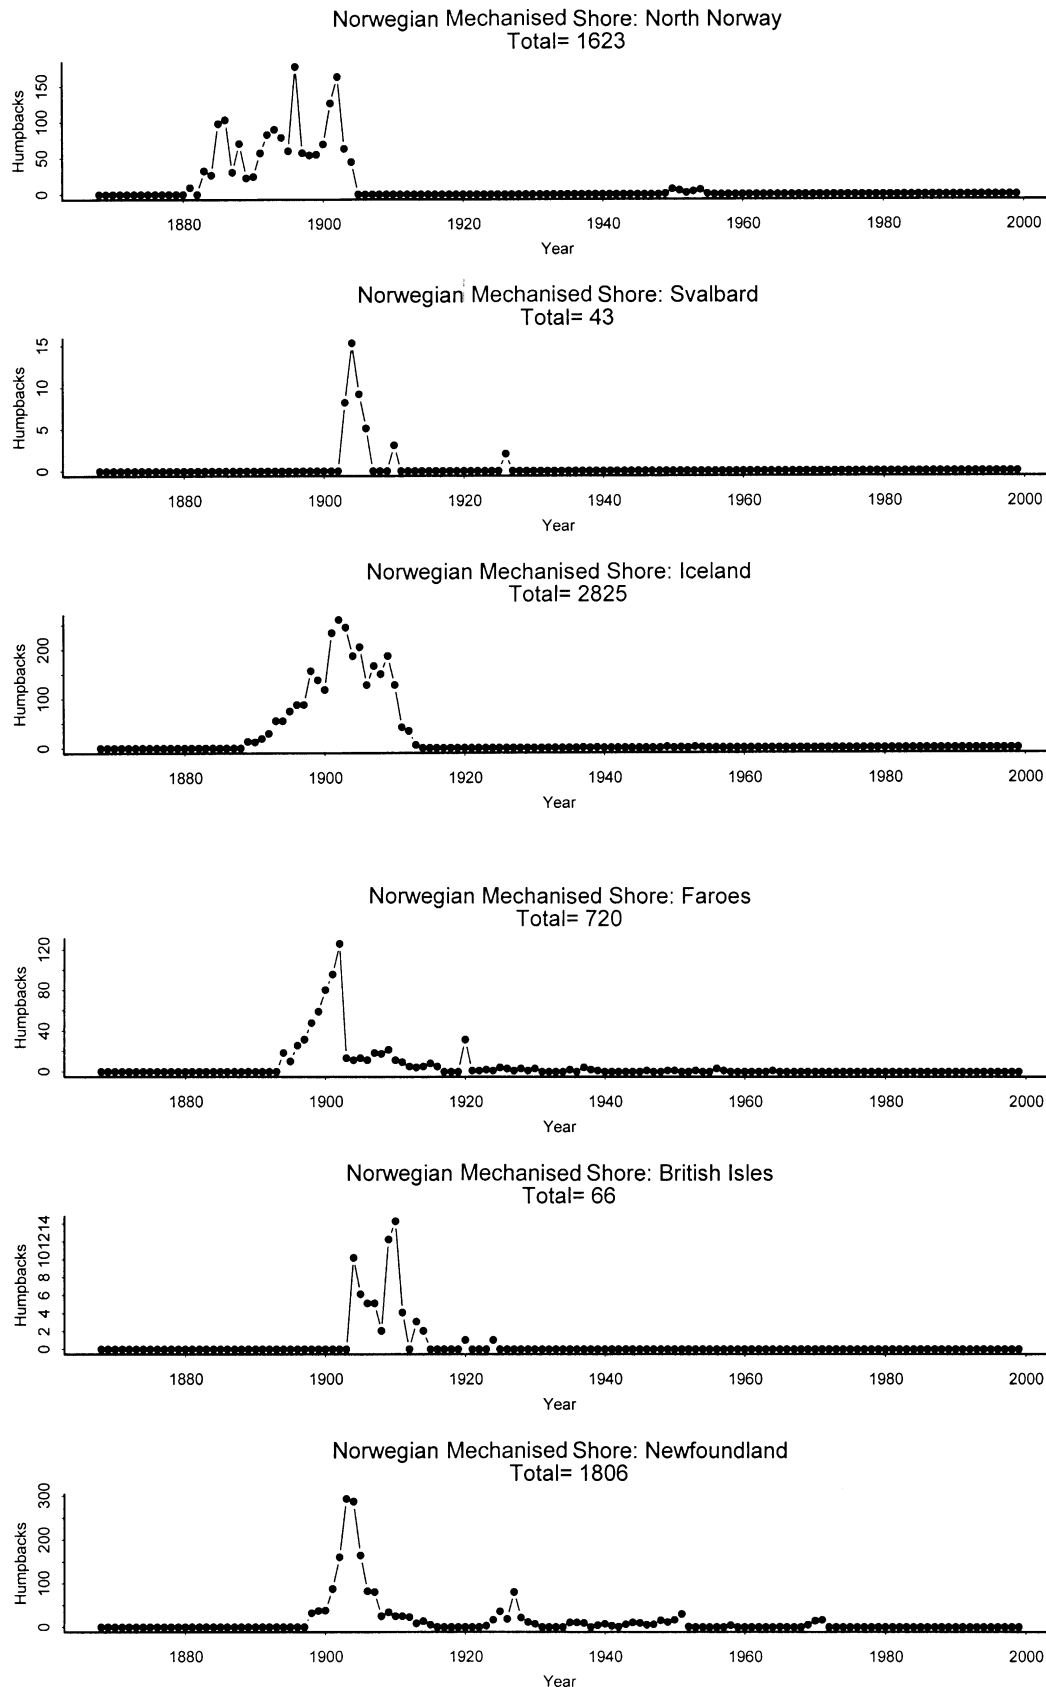 Norwegian Mechanised Shore: North Norway
Total= 1623
Humpbacks
0 50 100 150
1880 1900 1920 1940 1960 1980 2000
Year
Norwegian Mechanised Shore: Svalbard
Total= 43
Humpbacks
0 5 10 15
1880 1900 1920 1940 1960 1980 2000
Year
Norwegian Mechanised Shore: Iceland
Total= 2825
Humpbacks
0 100 200
1880 1900 1920 1940 1960 1980 2000
Year
Norwegian Mechanised Shore: Faroes
Total= 720
Humpbacks
0 40 80 120
1880 1900 1920 1940 1960 1980 2000
Year
Norwegian Mechanised Shore: British Isles
Total= 66
Humpbacks
0 2 4 6 8 101214
1880 1900 1920 1940 1960 1980 2000
Year
Norwegian Mechanised Shore: Newfoundland
Total= 1806
Humpbacks
0 100 200 300
1880 1900 1920 1940 1960 1980 2000
Year